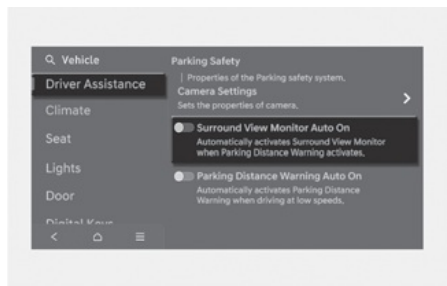 Vehicle
Driver Assistance
Climate
Seat
Lights
Door
Digital Keys
Parking Safety
Properties of the Parking safety system.
Camera Settings
Sets the properties of camera.
Surround View Monitor Auto On
Automatically activates Surround View Monitor
when Parking Distance Warning activates.
Parking Distance Warning Auto On
Automatically activates Parking Distance
Warning when driving at low speeds.